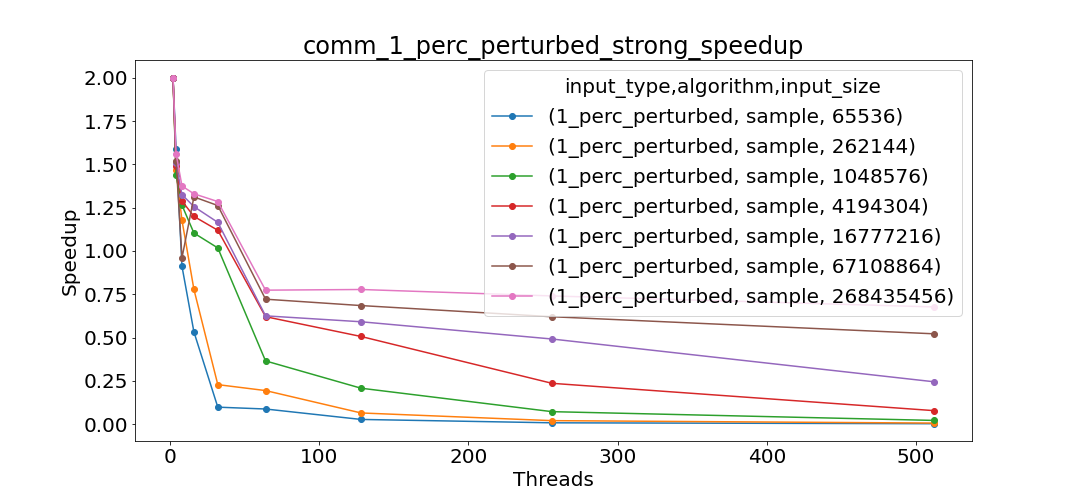 comm_1_perc_perturbed_strong_speedup
input_type,algorithm,input_size
(1_perc_perturbed, sample, 65536)
(1_perc_perturbed, sample, 262144)
(1_perc_perturbed, sample, 1048576)
(1_perc_perturbed, sample, 4194304)
(1_perc_perturbed, sample, 16777216)
(1_perc_perturbed, sample, 67108864)
(1_perc_perturbed, sample, 268435456)
Speedup
2.00
1.75
1.50
1.25
1.00
0.75
0.50
0.25
0.00
0 100 200 300 400 500
Threads